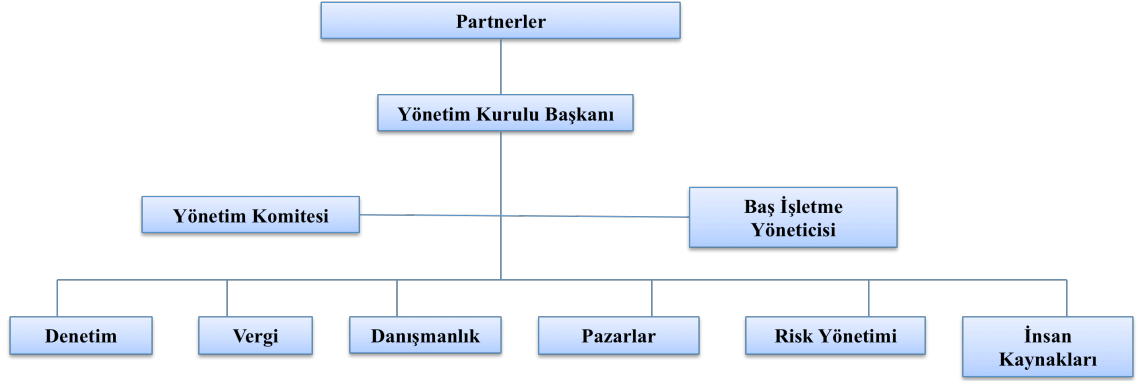 Partnerler
Yönetim Kurulu Başkanı
Yönetim Komitesi
Baş İşletme
Yöneticisi
Denetim
Vergi
Danışmanlık
Pazarlar
Risk Yönetimi
İnsan
Kaynakları